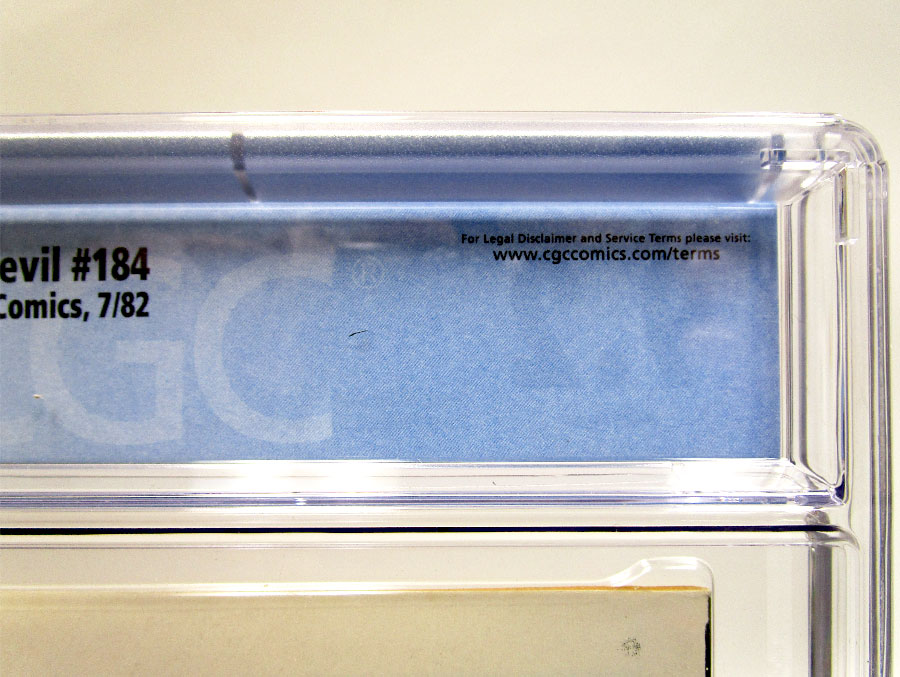 For Legal Disclaimer and Service Terms please visit:
www.cgccomics.com/terms
evil #184
Comics, 7/82
CGC®